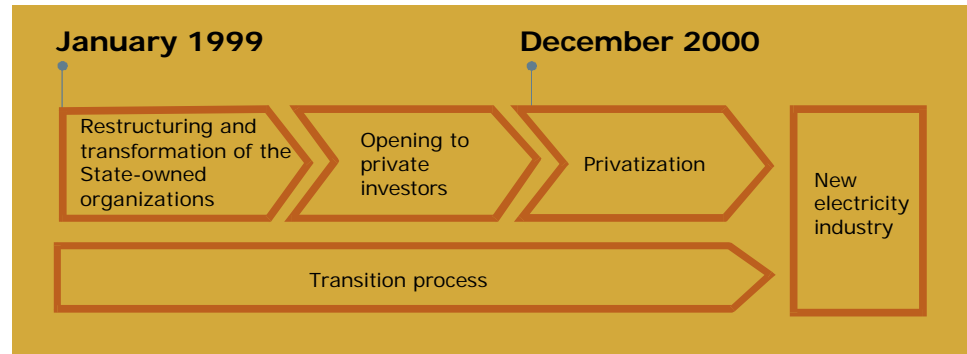 January 1999
December 2000
Restructuring and
transformation of the
State-owned
organizations
Opening to
private
investors
Privatization
New
electricity
industry
Transition process